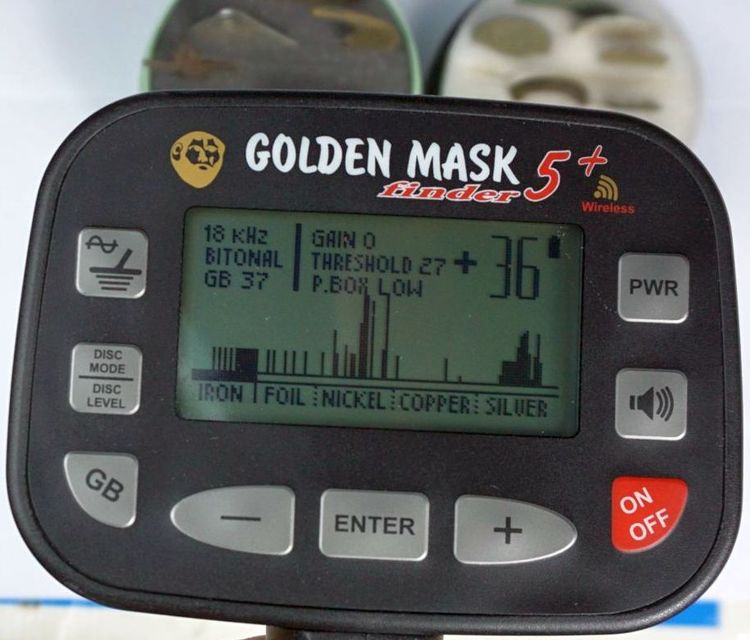 GOLDEN MASK 5+
finder
Wireless
18 KHZ
BITONAL
GB 37
GAIN 0
THRESHOLD 27
P.BOX LOW
+36
IRON FOIL NICKEL COPPER SILVER
DISC MODE
DISC LEVEL
GB
−
ENTER
+
PWR
ON
OFF